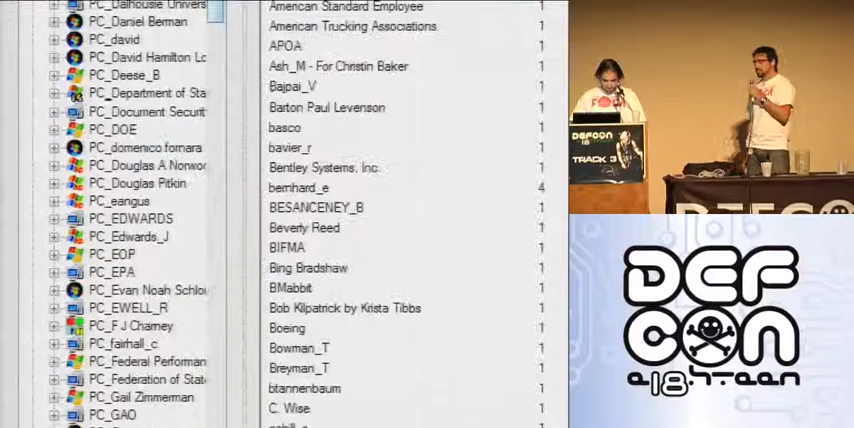 PC_Dalhousie Univers
PC_Daniel Berman
PC_david
PC_David Hamilton Lo
PC_Deese_B
PC_Department of Sta
PC_Document Securit
PC_DOE
PC_domenico.fornara
PC_Douglas A Norwoo
PC_Douglas Pitkin
PC_eangus
PC_EDWARDS
PC_Edwards_J
PC_EOP
PC_EPA
PC_Evan Noah Schlo
PC_EWELL_R
PC_F J Charney
PC_fairhall_c
PC_Federal Performan
PC_Federation of Stat
PC_Gail Zimmerman
PC_GAO
American Standard Employee 1
American Trucking Associations 1
APOA 1
Ash_M - For Christin Baker 1
Bajpai_V 1
Barton Paul Levenson 1
basco 1
bavier_r 1
Bentley Systems, Inc. 1
bernhard_e 4
BESANCENEY_B 1
Beverly Reed 1
BIFMA 1
Bing Bradshaw 1
BMabbit 1
Bob Kilpatrick by Krista Tibbs 1
Boeing 1
Bowman_T 1
Breyman_T 1
btannenbaum 1
C. Wise 1
DEFCON
18
TRACK 3
DEF
CON
e18.h.teen